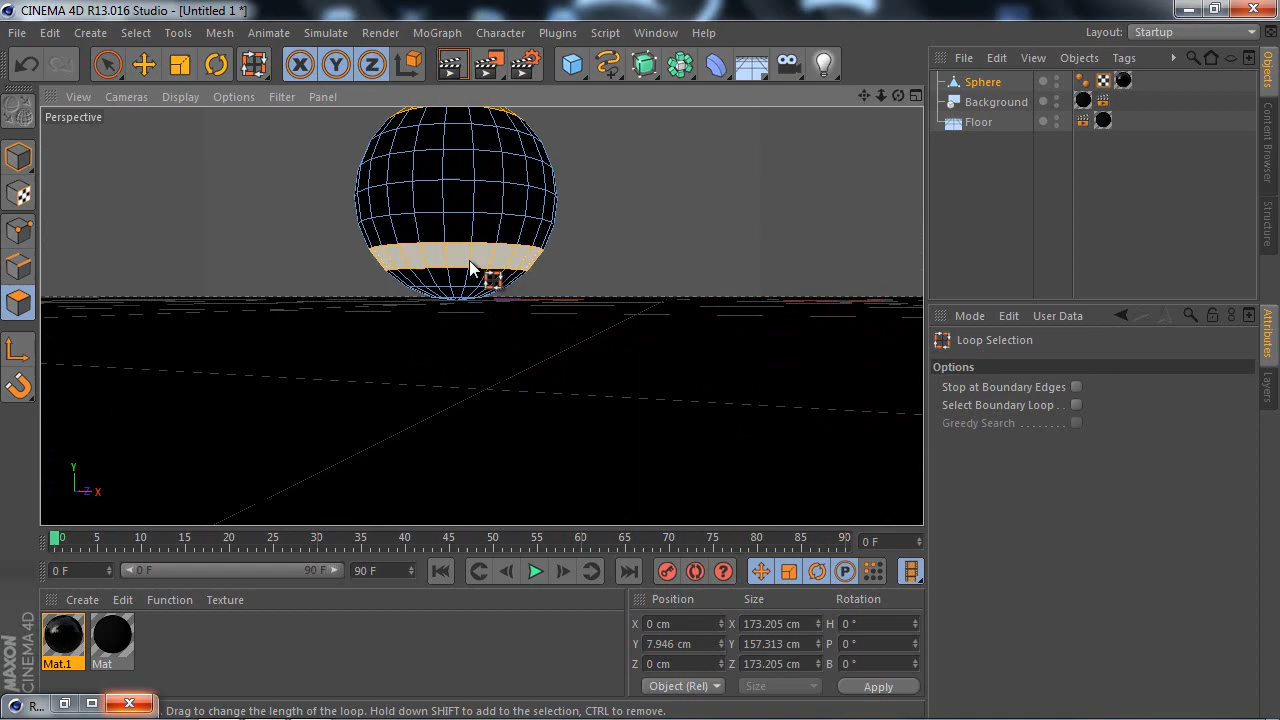 CINEMA 4D R13.016 Studio - [Untitled 1 *]
File Edit Create Select Tools Mesh Animate Simulate Render MoGraph Character Plugins Script Window Help
Layout: Startup
X Y Z
File Edit View Objects Tags
View Cameras Display Options Filter Panel
Perspective
Sphere
Background
Floor
Objects
Content Browser
Structure
Mode Edit User Data
Loop Selection
Options
Stop at Boundary Edges
Select Boundary Loop . .
Greedy Search . . . . . . . .
Attributes
Layers
Y
Z X
0 5 10 15 20 25 30 35 40 45 50 55 60 65 70 75 80 85 90
0 F
0 F 0 F 90 F 90 F
P
Create Edit Function Texture
Mat.1 Mat
Position Size Rotation
X 0 cm X 173.205 cm H 0 °
Y 7.946 cm Y 157.313 cm P 0 °
Z 0 cm Z 173.205 cm B 0 °
Object (Rel) Size Apply
MAXON
CINEMA 4D
R...
Drag to change the length of the loop. Hold down SHIFT to add to the selection, CTRL to remove.